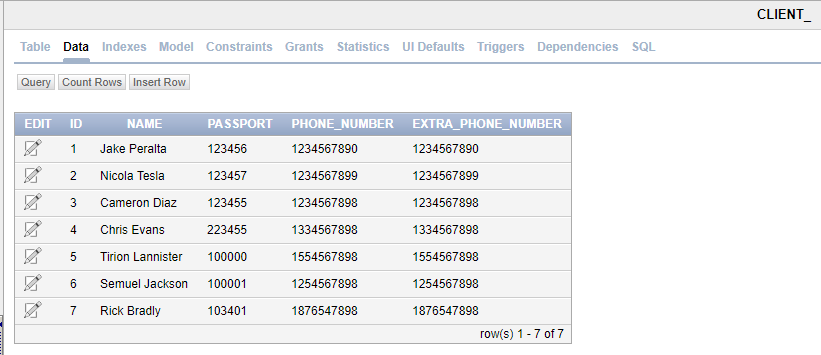 CLIENT_
Table Data Indexes Model Constraints Grants Statistics UI Defaults Triggers Dependencies SQL
Query Count Rows Insert Row
EDIT ID NAME PASSPORT PHONE_NUMBER EXTRA_PHONE_NUMBER
1 Jake Peralta 123456 1234567890 1234567890
2 Nicola Tesla 123457 1234567899 1234567899
3 Cameron Diaz 123455 1234567898 1234567898
4 Chris Evans 223455 1334567898 1334567898
5 Tirion Lannister 100000 1554567898 1554567898
6 Semuel Jackson 100001 1254567898 1254567898
7 Rick Bradly 103401 1876547898 1876547898
row(s) 1 - 7 of 7